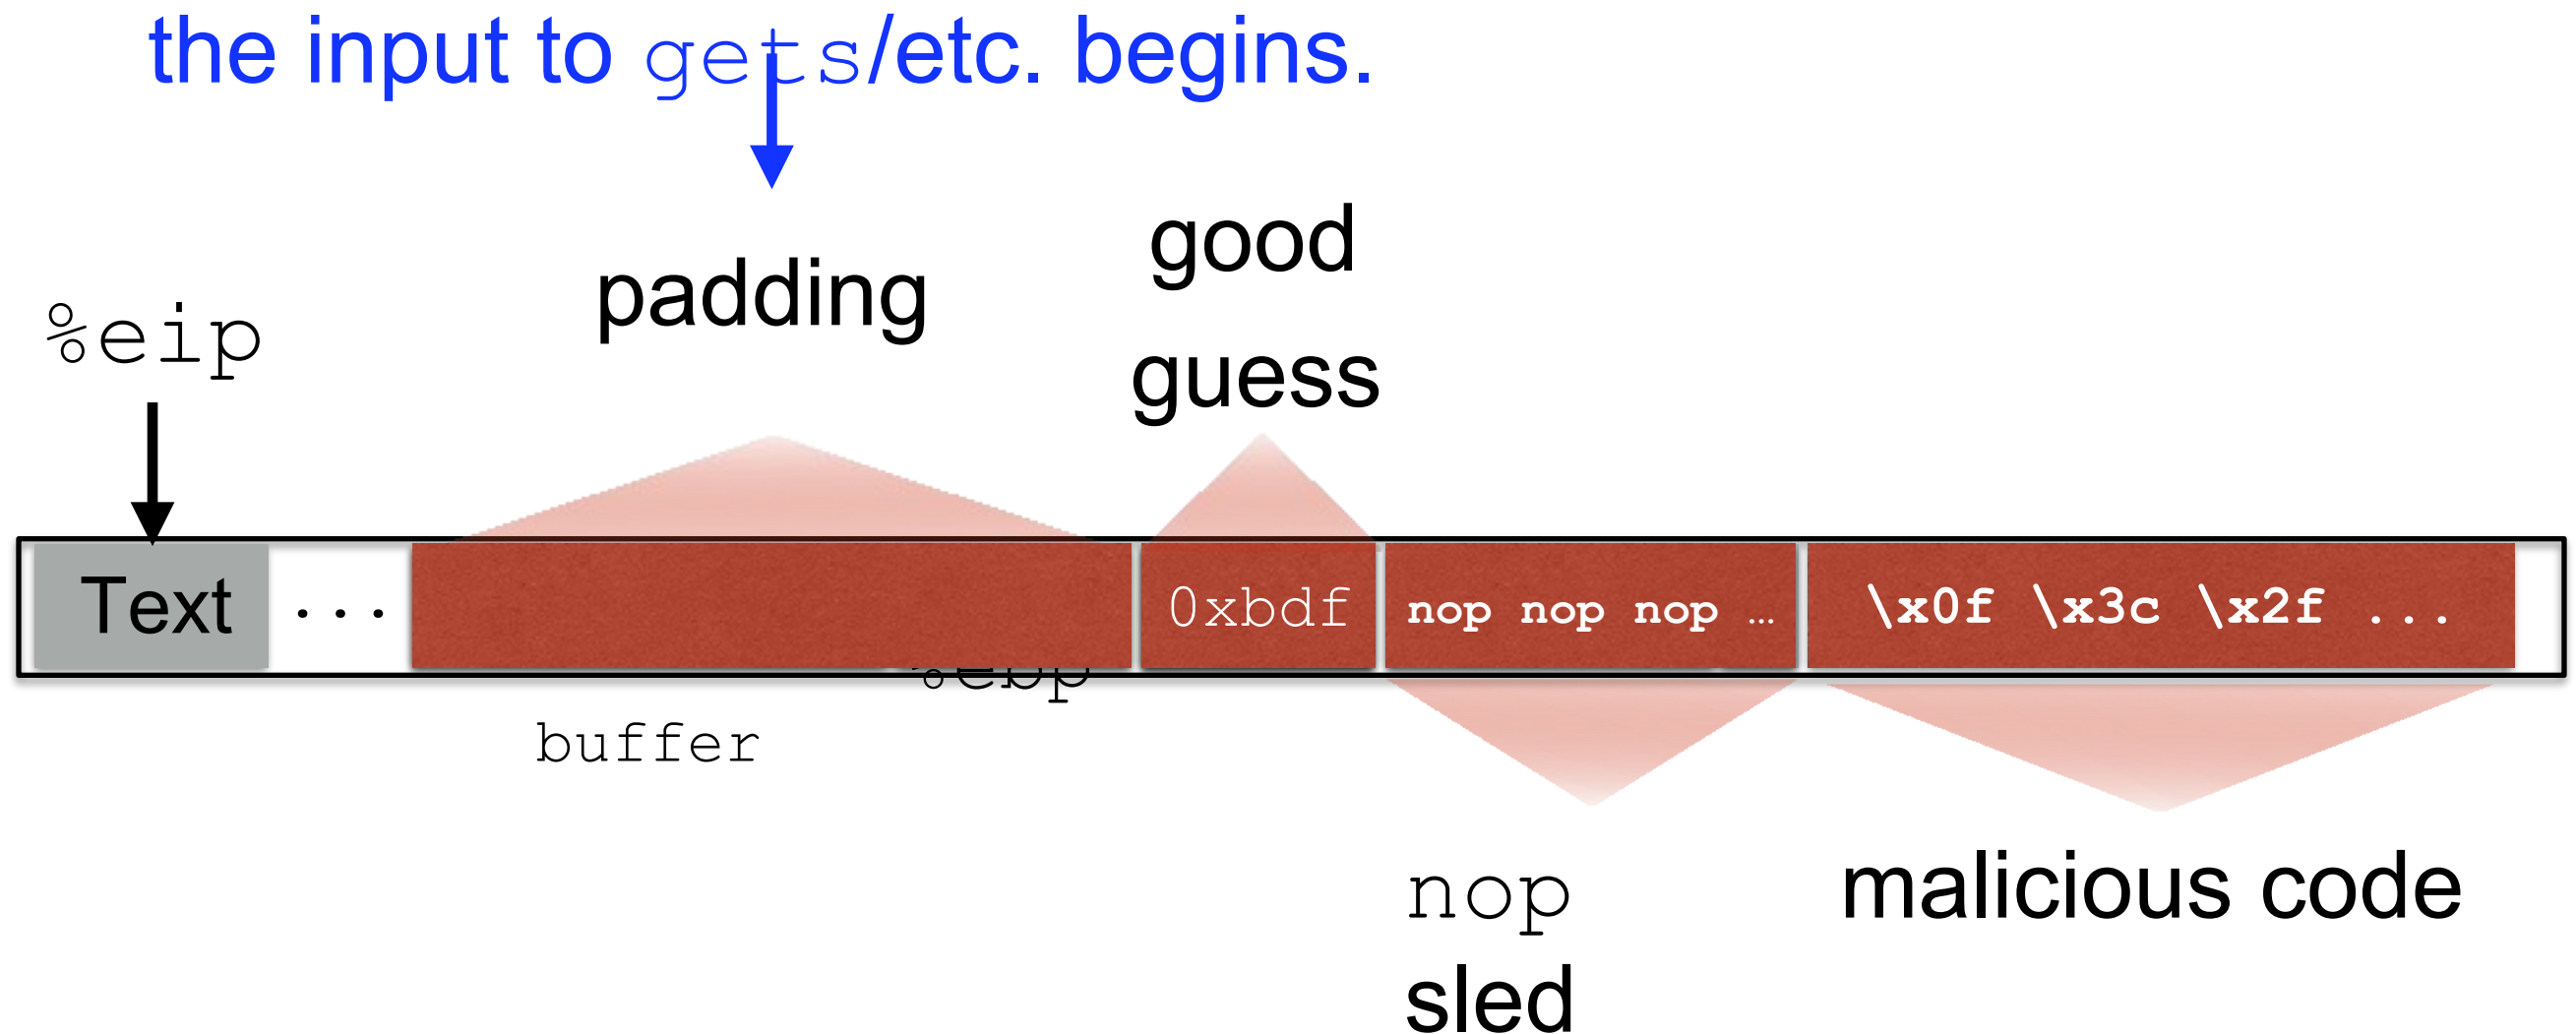 the input to gets/etc. begins.
good
padding
%eip
guess
Text ... 0xbdf nop nop nop … \x0f \x3c \x2f ...
%ebp
buffer
nop
malicious code
sled